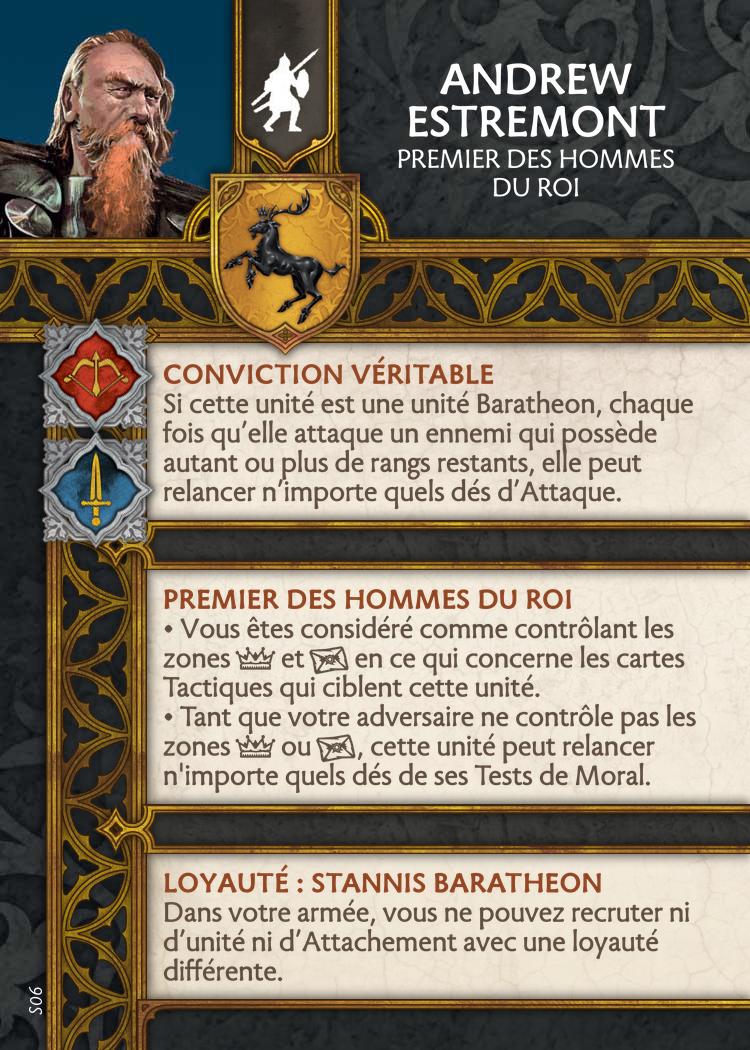 ANDREW
ESTREMONT
PREMIER DES HOMMES
DU ROI
CONVICTION VÉRITABLE
Si cette unité est une unité Baratheon, chaque
fois qu’elle attaque un ennemi qui possède
autant ou plus de rangs restants, elle peut
relancer n’importe quels dés d’Attaque.
PREMIER DES HOMMES DU ROI
• Vous êtes considéré comme contrôlant les
zones et en ce qui concerne les cartes
Tactiques qui ciblent cette unité.
• Tant que votre adversaire ne contrôle pas les
zones ou , cette unité peut relancer
n'importe quels dés de ses Tests de Moral.
LOYAUTÉ : STANNIS BARATHEON
Dans votre armée, vous ne pouvez recruter ni
d’unité ni d’Attachement avec une loyauté
différente.
S06